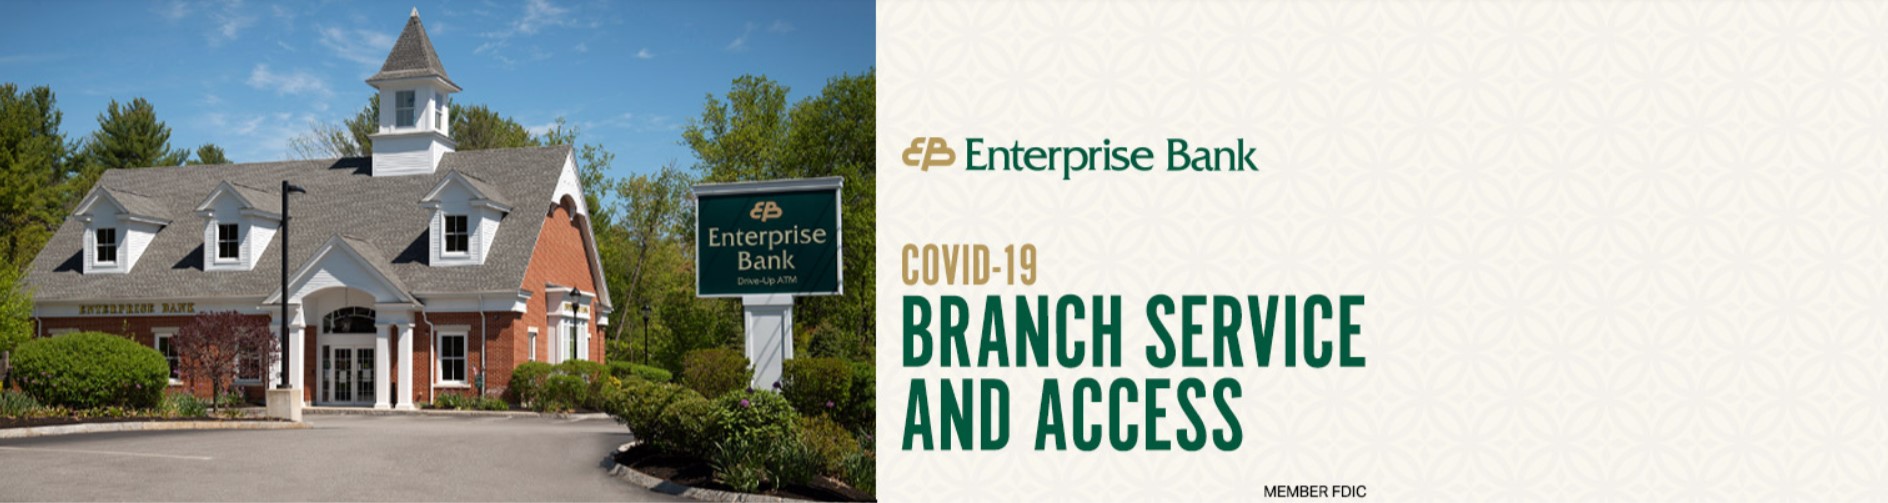 ENTERPRISE BANK
EB
Enterprise
Bank
Drive-Up ATM
EB Enterprise Bank
COVID-19
BRANCH SERVICE
AND ACCESS
MEMBER FDIC